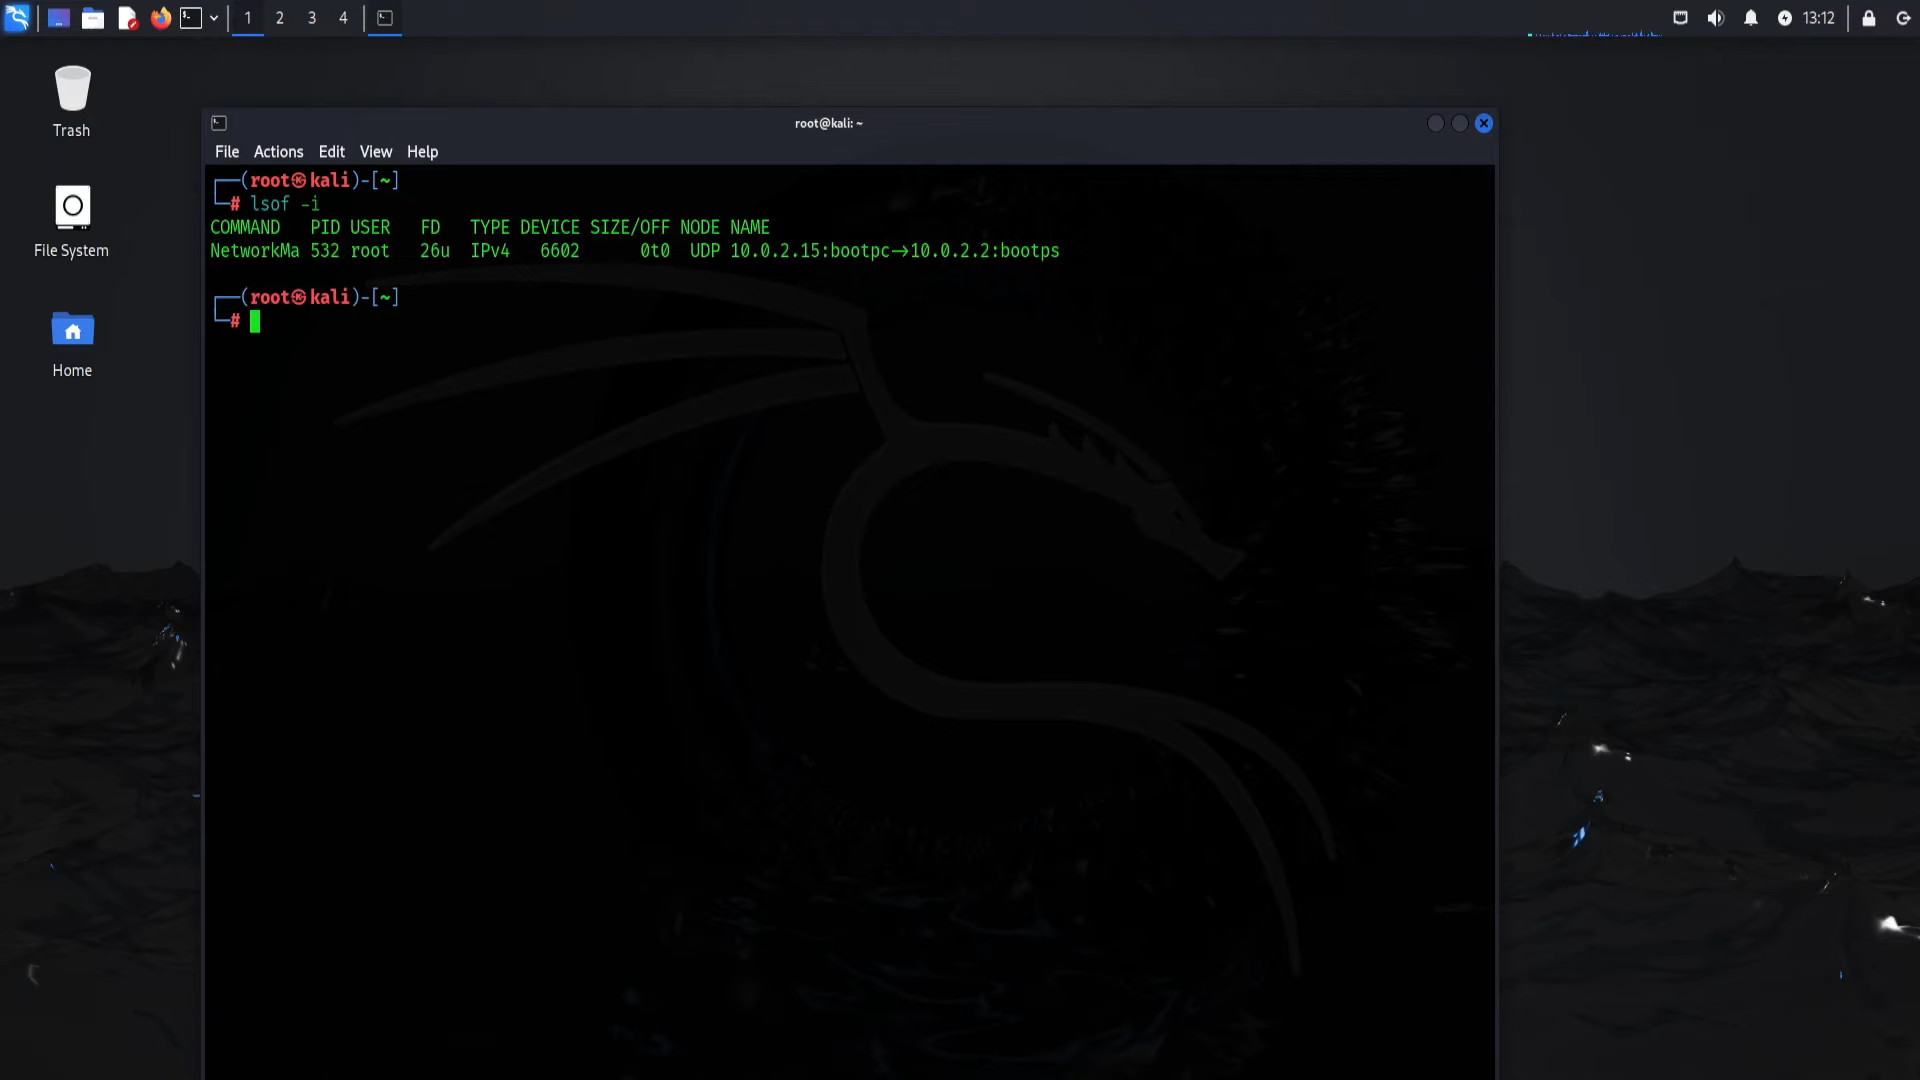 1 2 3 4
13:12
Trash
File System
Home
root@kali: ~
File Actions Edit View Help
┌──(root㉿kali)-[~]
└─# lsof -i
COMMAND PID USER FD TYPE DEVICE SIZE/OFF NODE NAME
NetworkMa 532 root 26u IPv4 6602 0t0 UDP 10.0.2.15:bootpc→10.0.2.2:bootps
┌──(root㉿kali)-[~]
└─#